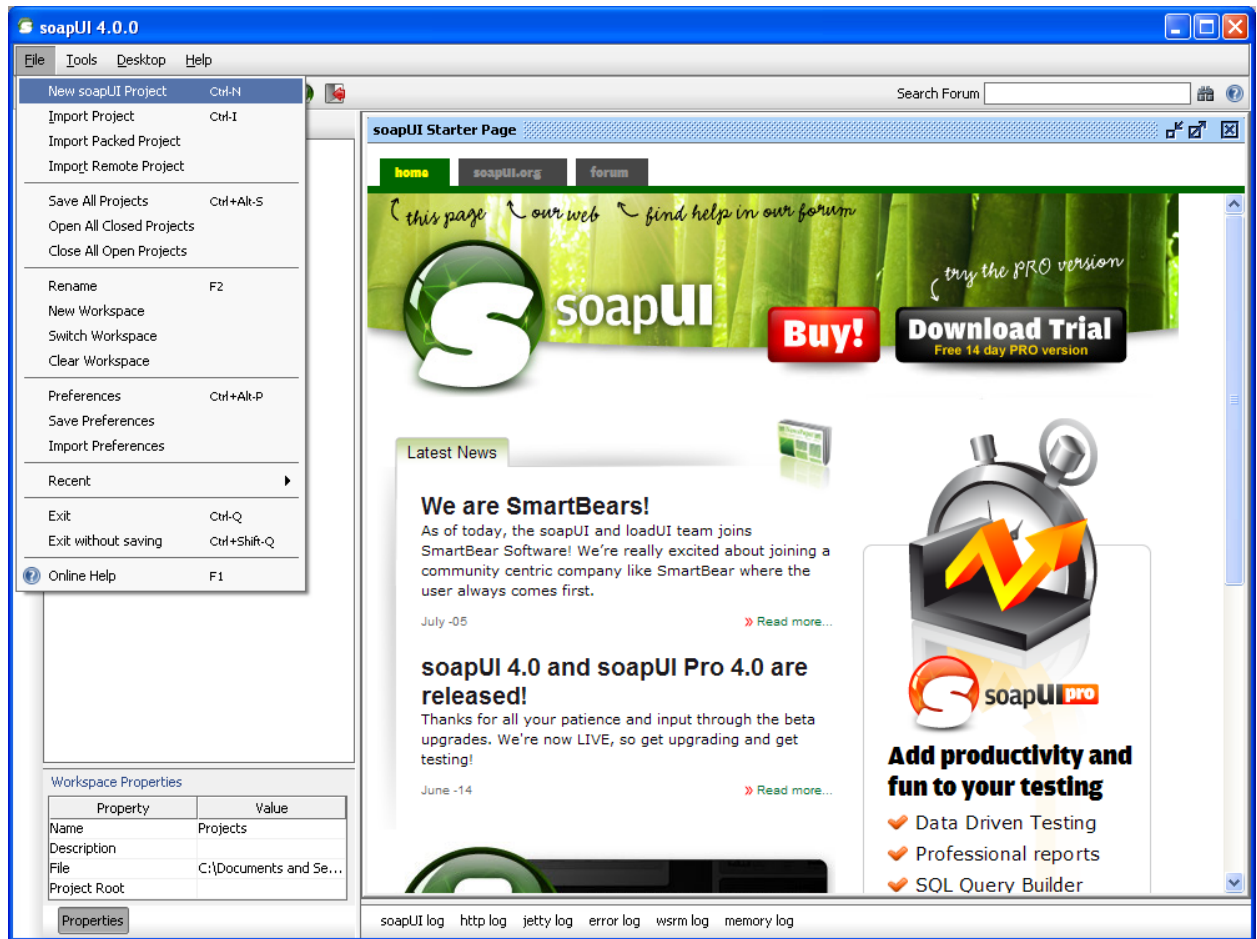 soapUI 4.0.0
File Tools Desktop Help
Search Forum
New soapUI Project Ctrl-N
Import Project Ctrl-I
Import Packed Project
Import Remote Project
Save All Projects Ctrl+Alt-S
Open All Closed Projects
Close All Open Projects
Rename F2
New Workspace
Switch Workspace
Clear Workspace
Preferences Ctrl+Alt-P
Save Preferences
Import Preferences
Recent
Exit Ctrl-Q
Exit without saving Ctrl+Shift-Q
Online Help F1
Workspace Properties
Property Value
Name Projects
Description
File C:\Documents and Se...
Project Root
Properties
soapUI Starter Page
home soapUI.org forum
this page our web find help in our forum
try the PRO version
soapUI
Buy!
Download Trial
Free 14 day PRO version
Latest News
We are SmartBears!
As of today, the soapUI and loadUI team joins
SmartBear Software! We're really excited about joining a
community centric company like SmartBear where the
user always comes first.
July -05 » Read more...
soapUI 4.0 and soapUI Pro 4.0 are
released!
Thanks for all your patience and input through the beta
upgrades. We're now LIVE, so get upgrading and get
testing!
June -14 » Read more...
soapUI pro
Add productivity and
fun to your testing
Data Driven Testing
Professional reports
SQL Query Builder
soapUI log http log jetty log error log wsrm log memory log